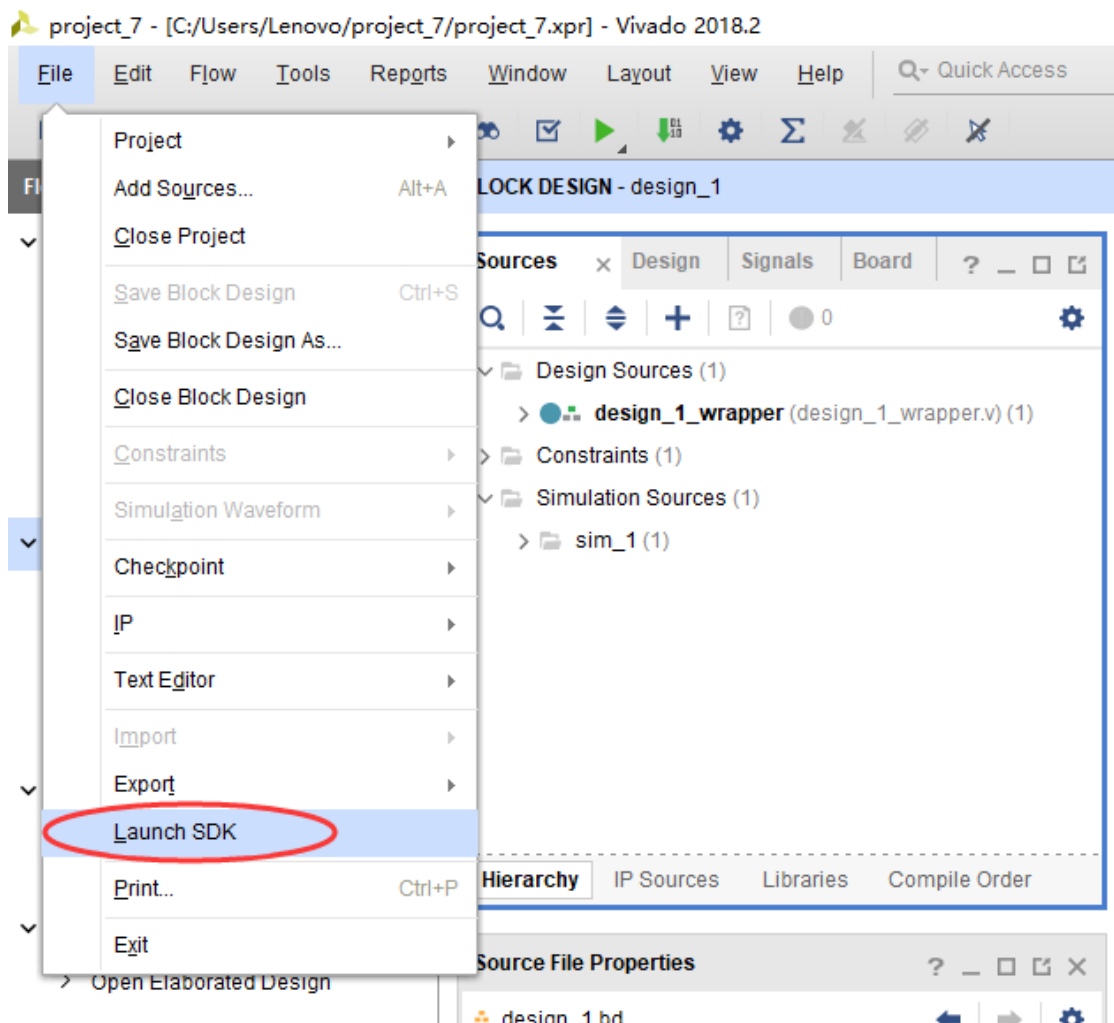 project_7 - [C:/Users/Lenovo/project_7/project_7.xpr] - Vivado 2018.2
File Edit Flow Tools Reports Window Layout View Help Quick Access
Project
Add Sources... Alt+A
Close Project
Save Block Design Ctrl+S
Save Block Design As...
Close Block Design
Constraints
Simulation Waveform
Checkpoint
IP
Text Editor
Import
Export
Launch SDK
Print... Ctrl+P
Exit
Open Elaborated Design
LOCK DESIGN - design_1
Sources Design Signals Board
0
Design Sources (1)
design_1_wrapper (design_1_wrapper.v) (1)
Constraints (1)
Simulation Sources (1)
sim_1 (1)
Hierarchy IP Sources Libraries Compile Order
Source File Properties
design_1.bd